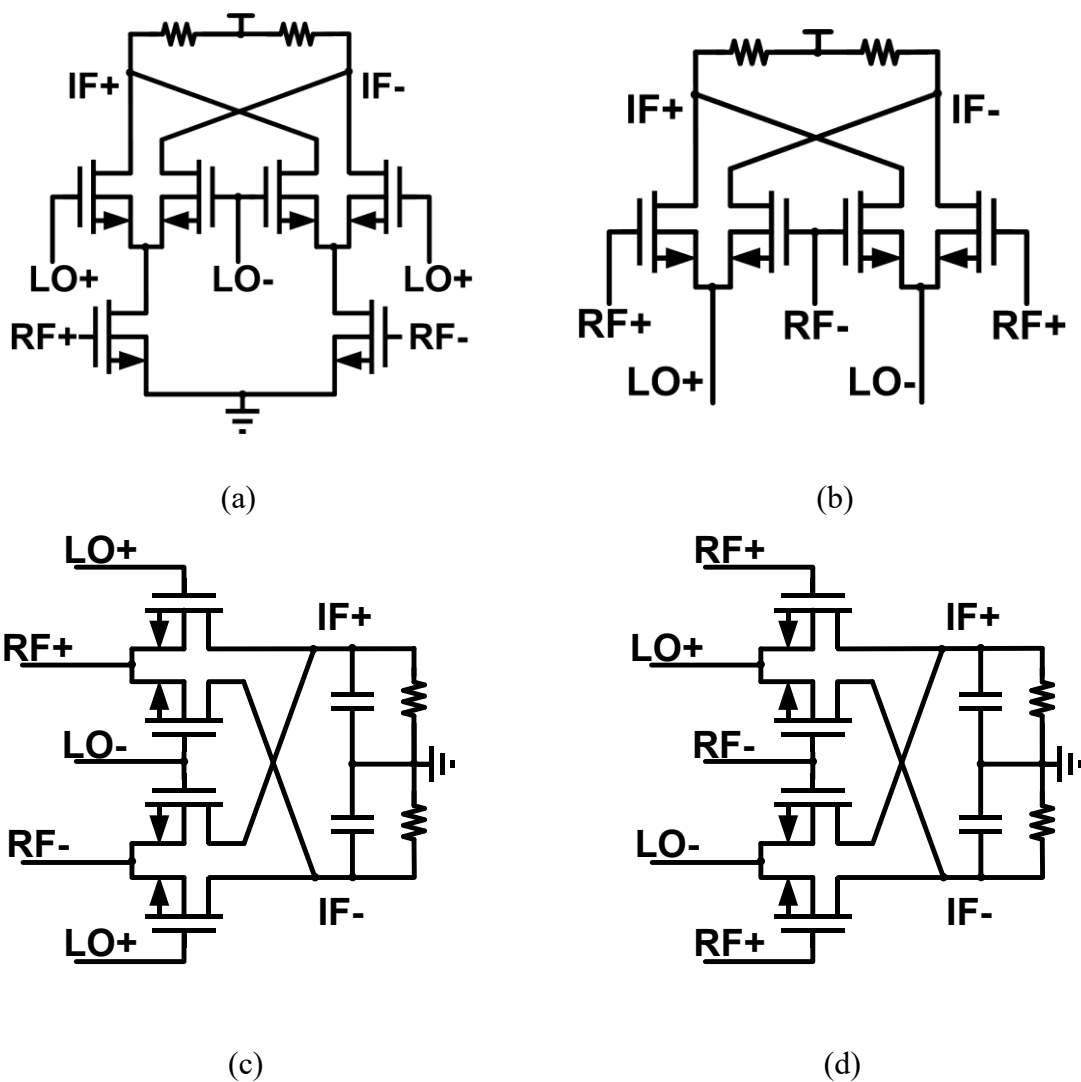 IF+ IF-
LO+ LO- LO+
RF+ RF-
(a)
IF+ IF-
RF+ RF- RF+
LO+ LO-
(b)
LO+
IF+
RF+
LO-
RF-
IF-
LO+
(c)
RF+
IF+
LO+
RF-
LO-
IF-
RF+
(d)